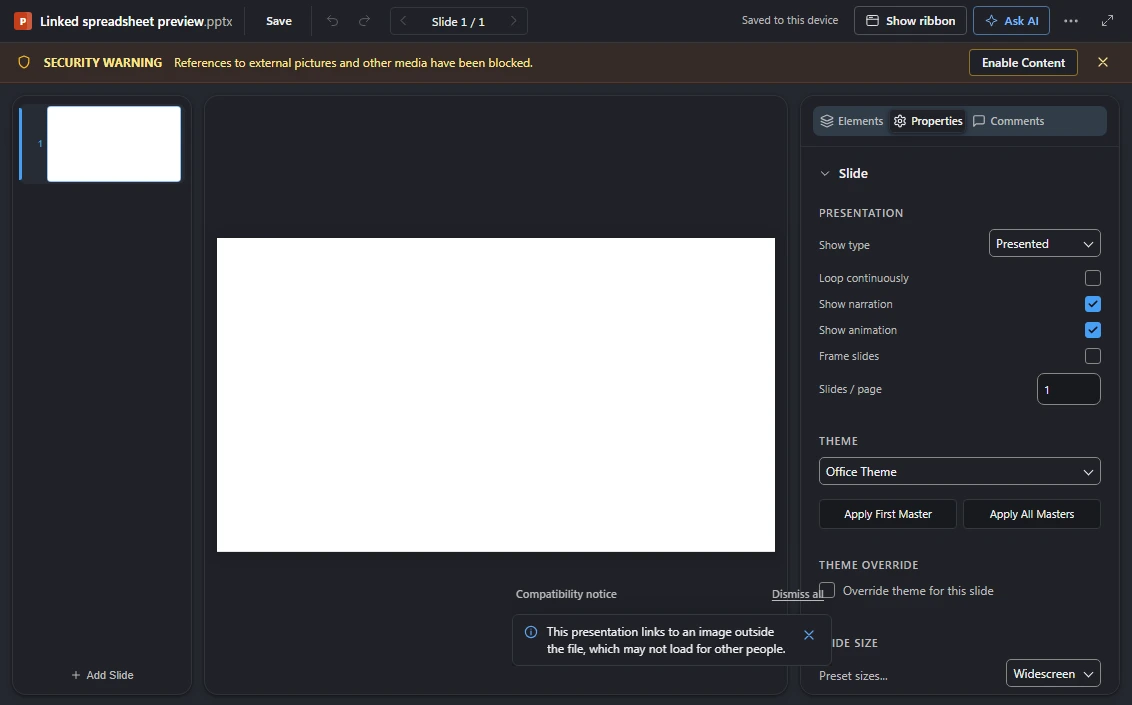 P Linked spreadsheet preview.pptx Save Slide 1 / 1 Saved to this device Show ribbon Ask AI
SECURITY WARNING References to external pictures and other media have been blocked. Enable Content
1
Elements Properties Comments
Slide
PRESENTATION
Show type Presented
Loop continuously
Show narration
Show animation
Frame slides
Slides / page 1
THEME
Office Theme
Apply First Master Apply All Masters
THEME OVERRIDE
Override theme for this slide
Compatibility notice Dismiss all
This presentation links to an image outside
the file, which may not load for other people.
IDE SIZE
Preset sizes... Widescreen
+ Add Slide